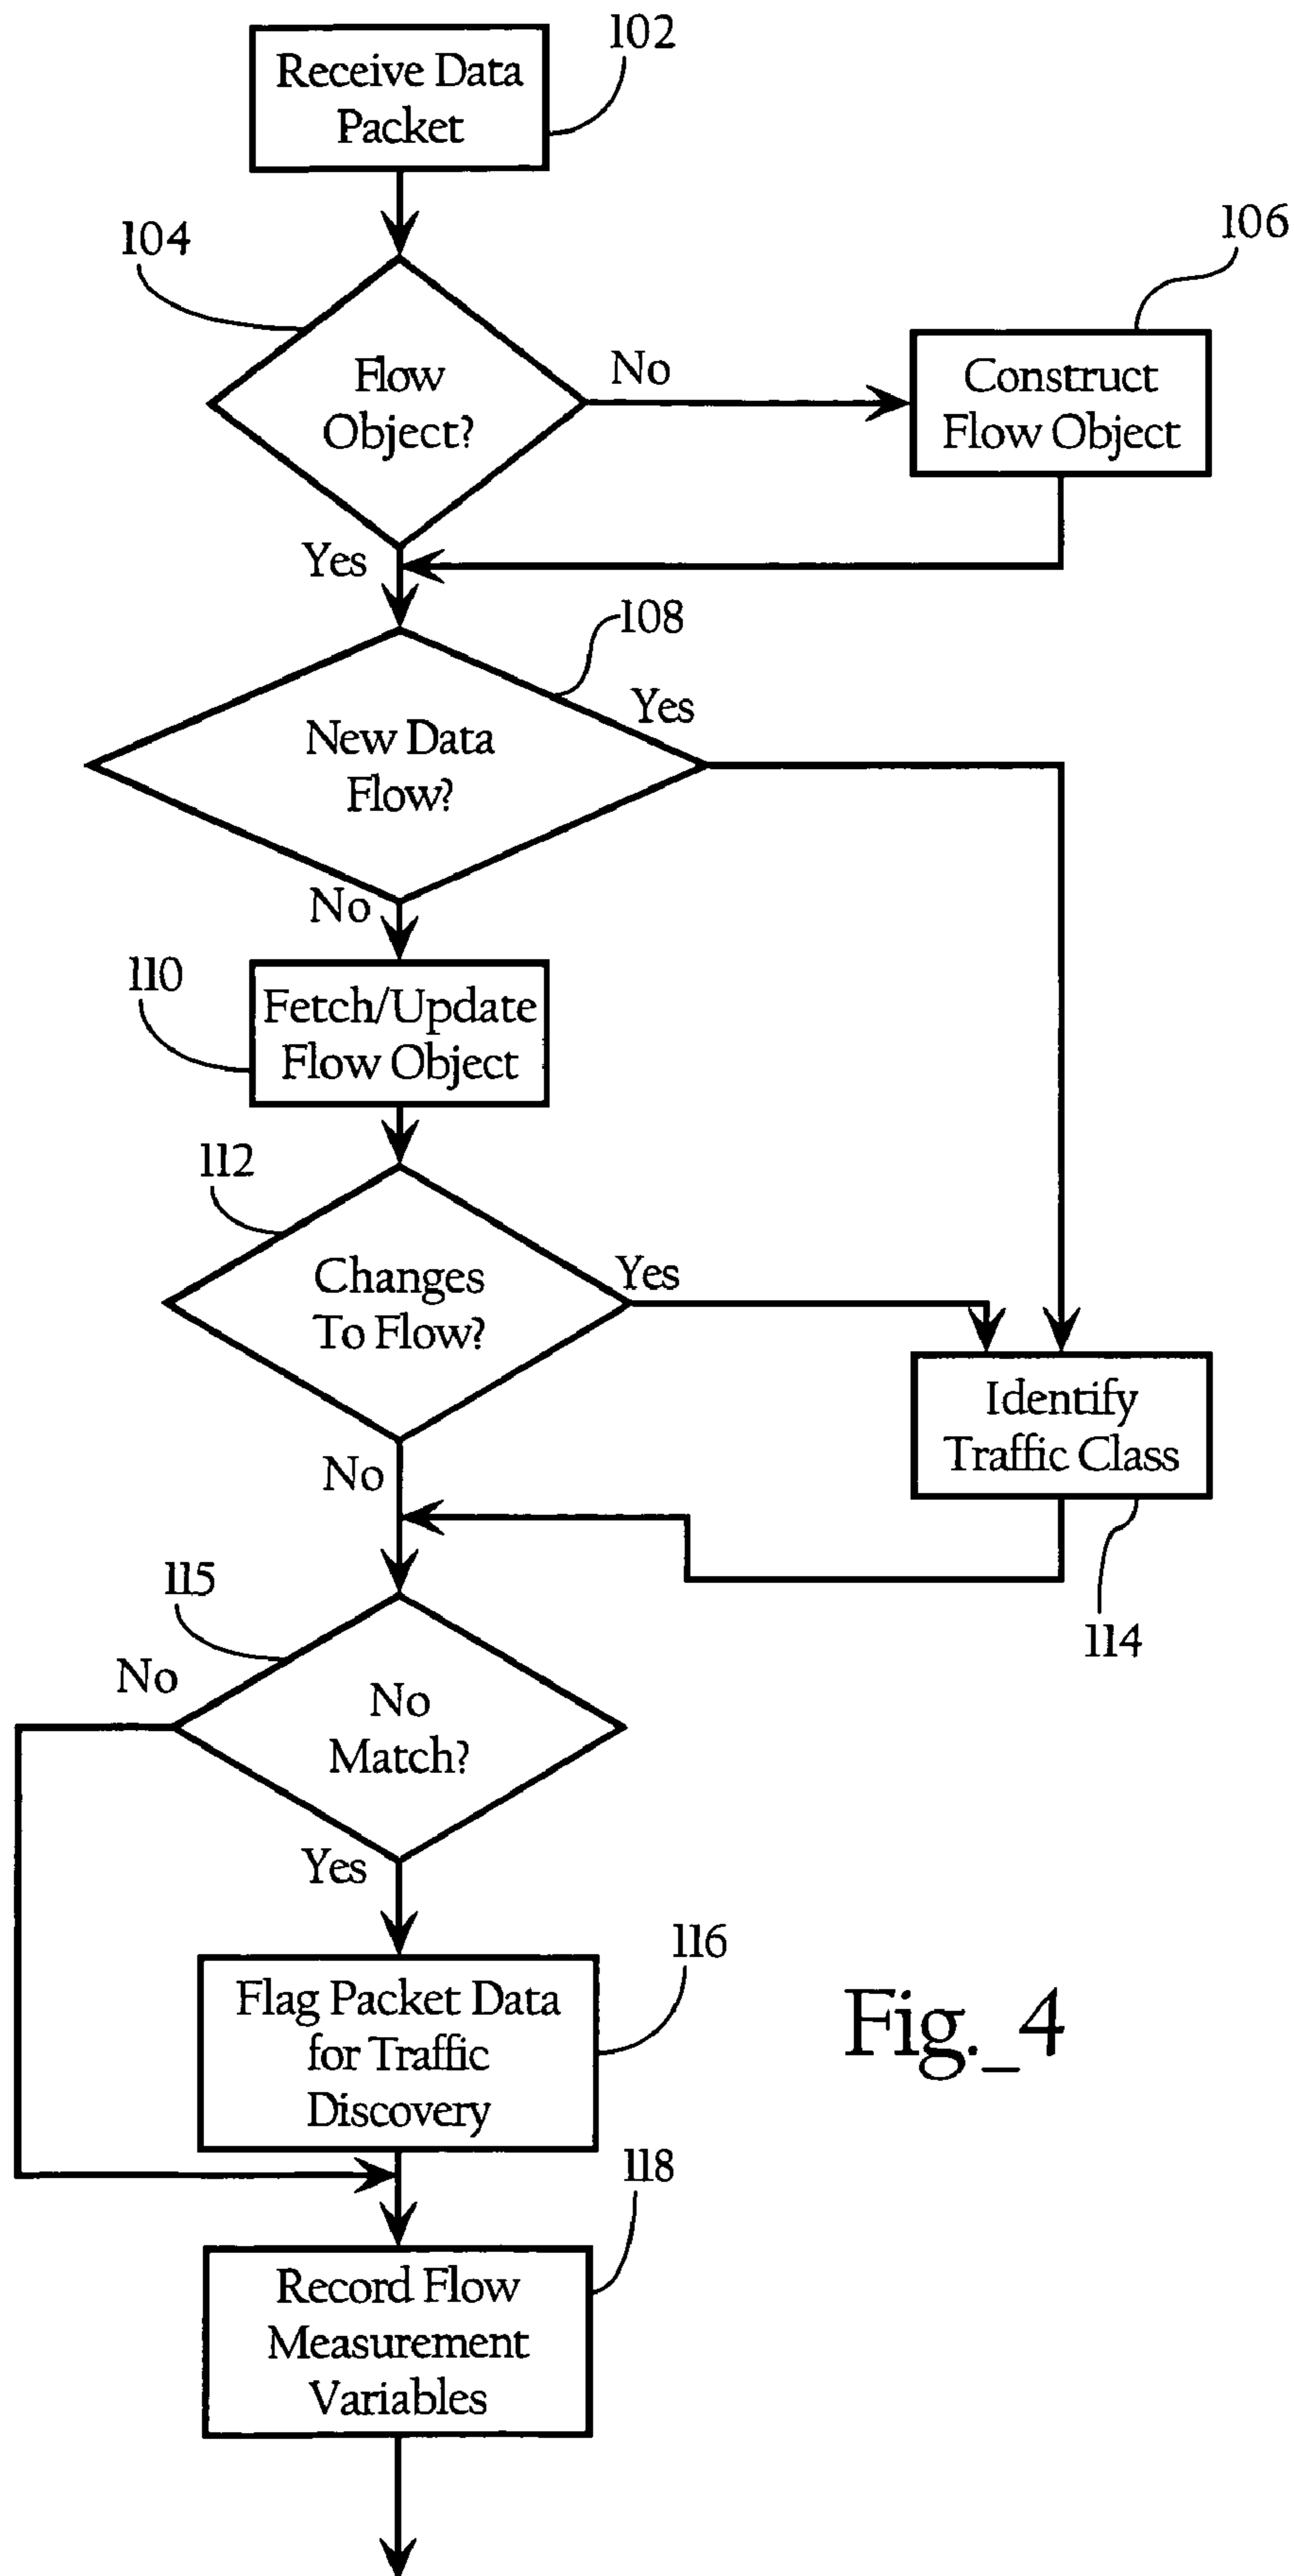 102
Receive Data
Packet
104
106
Flow
Object?
No
Construct
Flow Object
Yes
108
New Data
Flow?
Yes
No
110
Fetch/Update
Flow Object
112
Changes
To Flow?
Yes
Identify
Traffic Class
No
114
115
No
No
Match?
Yes
116
Flag Packet Data
for Traffic
Discovery
Fig._4
118
Record Flow
Measurement
Variables